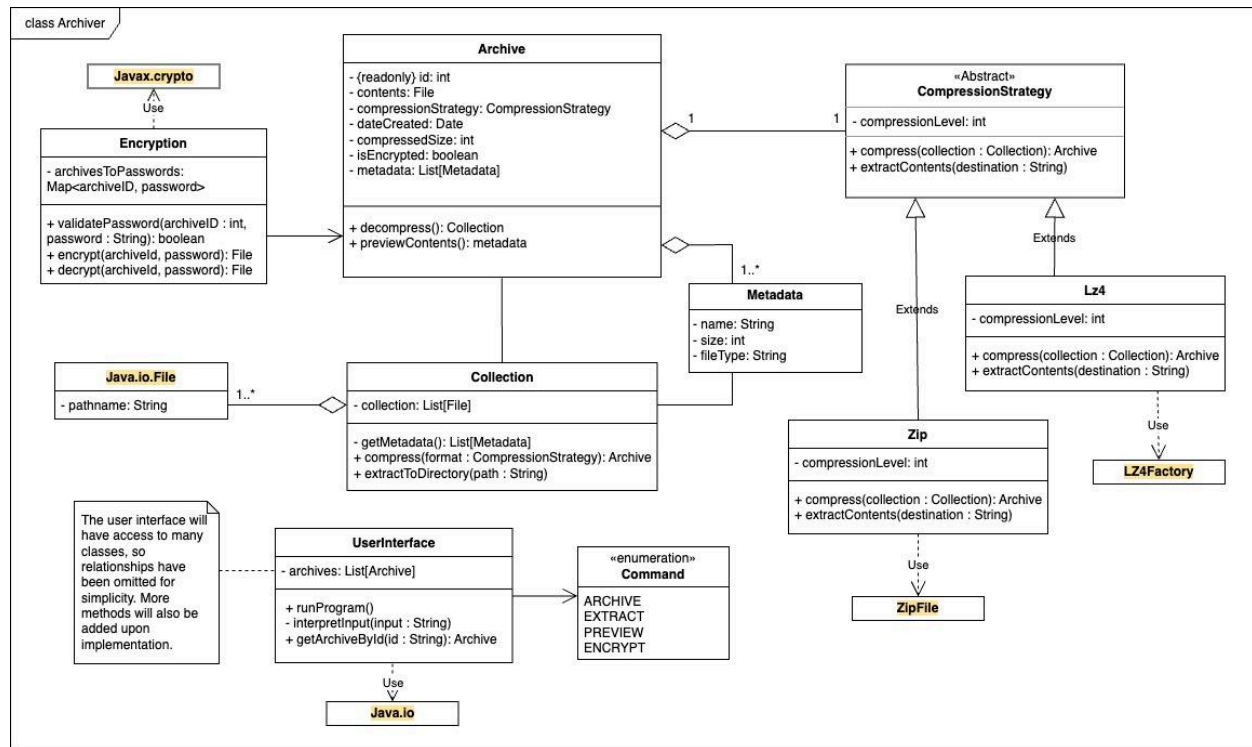 class Archiver
Javax.crypto
Use
Encryption
- archivesToPasswords:
Map<archiveID, password>
+ validatePassword(archiveID : int,
password : String): boolean
+ encrypt(archiveId, password): File
+ decrypt(archiveId, password): File
Archive
- {readonly} id: int
- contents: File
- compressionStrategy: CompressionStrategy
- dateCreated: Date
- compressedSize: int
- isEncrypted: boolean
- metadata: List[Metadata]
+ decompress(): Collection
+ previewContents(): metadata
1
1
«Abstract»
CompressionStrategy
- compressionLevel: int
+ compress(collection : Collection): Archive
+ extractContents(destination : String)
Extends
Extends
1..*
Metadata
- name: String
- size: int
- fileType: String
Lz4
- compressionLevel: int
+ compress(collection : Collection): Archive
+ extractContents(destination : String)
Use
LZ4Factory
Java.io.File
- pathname: String
1..*
Collection
- collection: List[File]
- getMetadata(): List[Metadata]
+ compress(format : CompressionStrategy): Archive
+ extractToDirectory(path : String)
Zip
- compressionLevel: int
+ compress(collection : Collection): Archive
+ extractContents(destination : String)
Use
ZipFile
The user interface will
have access to many
classes, so
relationships have
been omitted for
simplicity. More
methods will also be
added upon
implementation.
UserInterface
- archives: List[Archive]
+ runProgram()
- interpretInput(input : String)
+ getArchiveById(id : String): Archive
Use
Java.io
«enumeration»
Command
ARCHIVE
EXTRACT
PREVIEW
ENCRYPT